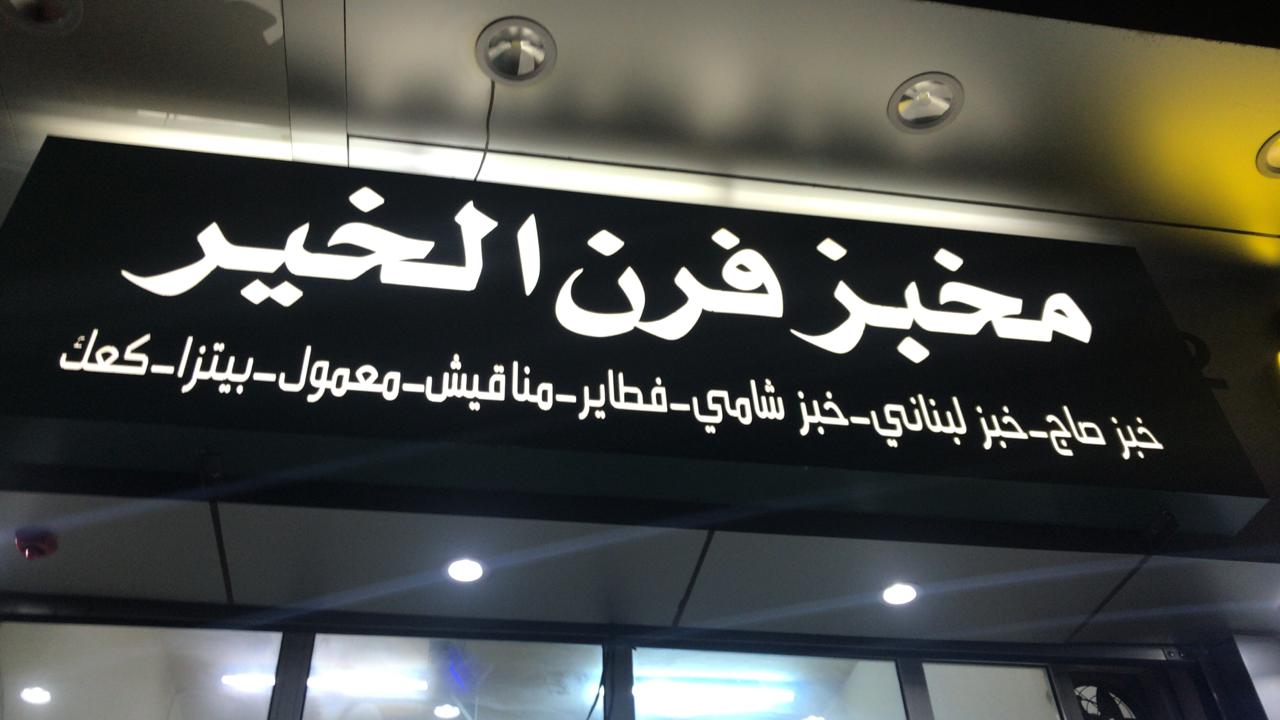 مخبز فرن الخير
خبز صاج-خبز لبناني-خبز شامي-فطاير-مناقيش-معمول-بيتزا-كعك